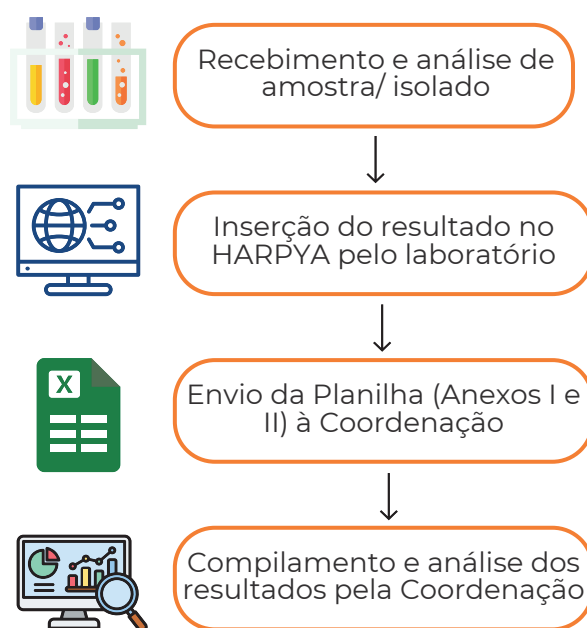 Recebimento e análise de
amostra/ isolado
Inserção do resultado no
HARPYA pelo laboratório
X
Envio da Planilha (Anexos I e
II) à Coordenação
Compilamento e análise dos
resultados pela Coordenação